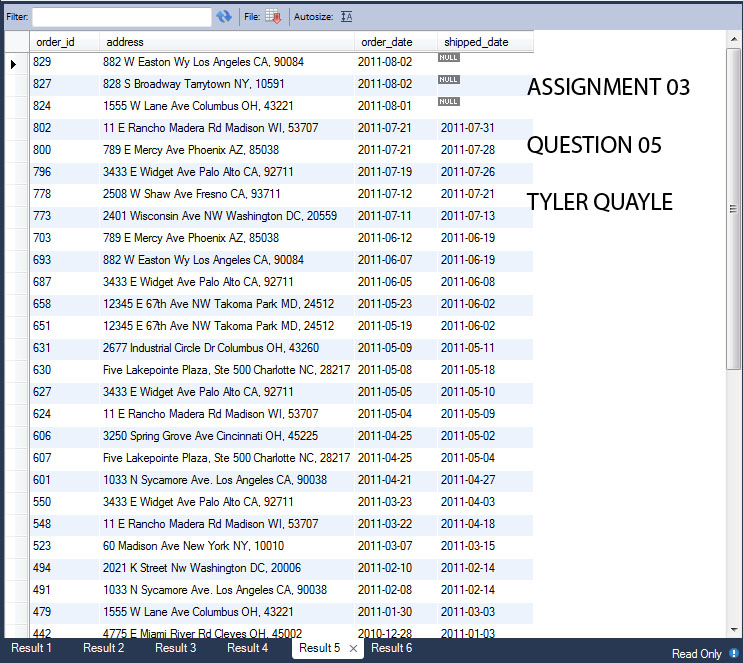 Filter: File: Autosize:
order_id address order_date shipped_date
829 882 W Easton Wy Los Angeles CA, 90084 2011-08-02 NULL
827 828 S Broadway Tarrytown NY, 10591 2011-08-02 NULL
824 1555 W Lane Ave Columbus OH, 43221 2011-08-01 NULL
802 11 E Rancho Madera Rd Madison WI, 53707 2011-07-21 2011-07-31
800 789 E Mercy Ave Phoenix AZ, 85038 2011-07-21 2011-07-28
796 3433 E Widget Ave Palo Alto CA, 92711 2011-07-19 2011-07-26
778 2508 W Shaw Ave Fresno CA, 93711 2011-07-12 2011-07-21
773 2401 Wisconsin Ave NW Washington DC, 20559 2011-07-11 2011-07-13
703 789 E Mercy Ave Phoenix AZ, 85038 2011-06-12 2011-06-19
693 882 W Easton Wy Los Angeles CA, 90084 2011-06-07 2011-06-19
687 3433 E Widget Ave Palo Alto CA, 92711 2011-06-05 2011-06-08
658 12345 E 67th Ave NW Takoma Park MD, 24512 2011-05-23 2011-06-02
651 12345 E 67th Ave NW Takoma Park MD, 24512 2011-05-19 2011-06-02
631 2677 Industrial Circle Dr Columbus OH, 43260 2011-05-09 2011-05-11
630 Five Lakepointe Plaza, Ste 500 Charlotte NC, 28217 2011-05-08 2011-05-18
627 3433 E Widget Ave Palo Alto CA, 92711 2011-05-05 2011-05-10
624 11 E Rancho Madera Rd Madison WI, 53707 2011-05-04 2011-05-09
606 3250 Spring Grove Ave Cincinnati OH, 45225 2011-04-25 2011-05-02
607 Five Lakepointe Plaza, Ste 500 Charlotte NC, 28217 2011-04-25 2011-05-04
601 1033 N Sycamore Ave. Los Angeles CA, 90038 2011-04-21 2011-04-27
550 3433 E Widget Ave Palo Alto CA, 92711 2011-03-23 2011-04-03
548 11 E Rancho Madera Rd Madison WI, 53707 2011-03-22 2011-04-18
523 60 Madison Ave New York NY, 10010 2011-03-07 2011-03-15
494 2021 K Street Nw Washington DC, 20006 2011-02-10 2011-02-14
491 1033 N Sycamore Ave. Los Angeles CA, 90038 2011-02-08 2011-02-14
479 1555 W Lane Ave Columbus OH, 43221 2011-01-30 2011-03-03
442 4775 E Miami River Rd Cleves OH, 45002 2010-12-28 2011-01-03
ASSIGNMENT 03
QUESTION 05
TYLER QUAYLE
Result 1 Result 2 Result 3 Result 4 Result 5 Result 6
Read Only